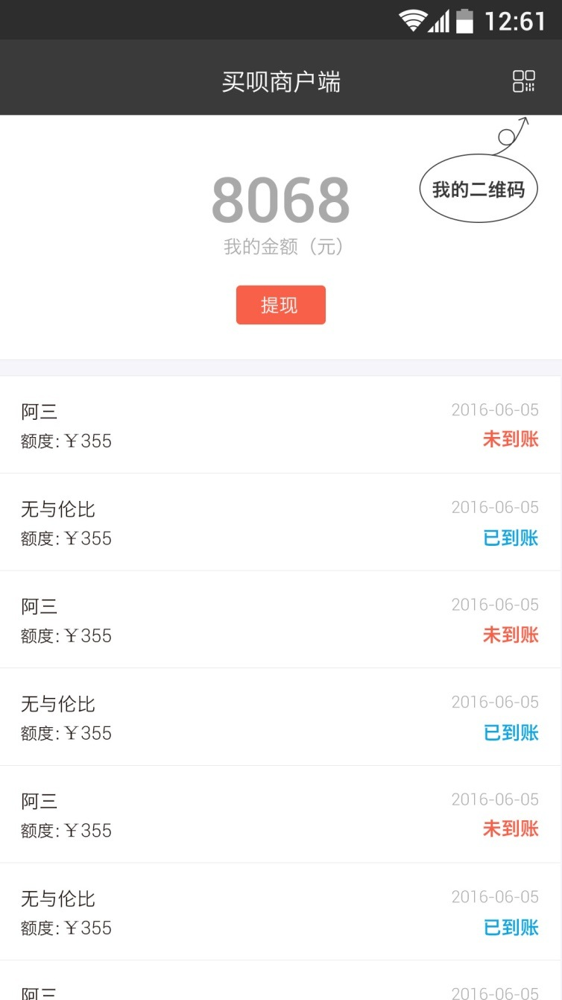 12:61
买呗商户端
8068
我的二维码
我的金额（元）
提现
阿三
2016-06-05
额度:￥355
未到账
无与伦比
2016-06-05
额度:￥355
已到账
阿三
2016-06-05
额度:￥355
未到账
无与伦比
2016-06-05
额度:￥355
已到账
阿三
2016-06-05
额度:￥355
未到账
无与伦比
2016-06-05
额度:￥355
已到账
阿三
2016-06-05